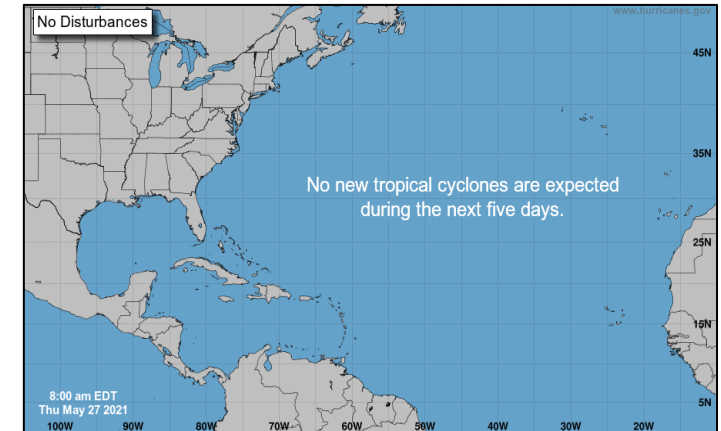 No Disturbances
www.hurricanes.gov
45N
35N
No new tropical cyclones are expected
during the next five days.
25N
15N
8:00 am EDT
Thu May 27 2021
5N
100W 90W 80W 70W 60W 50W 40W 30W 20W